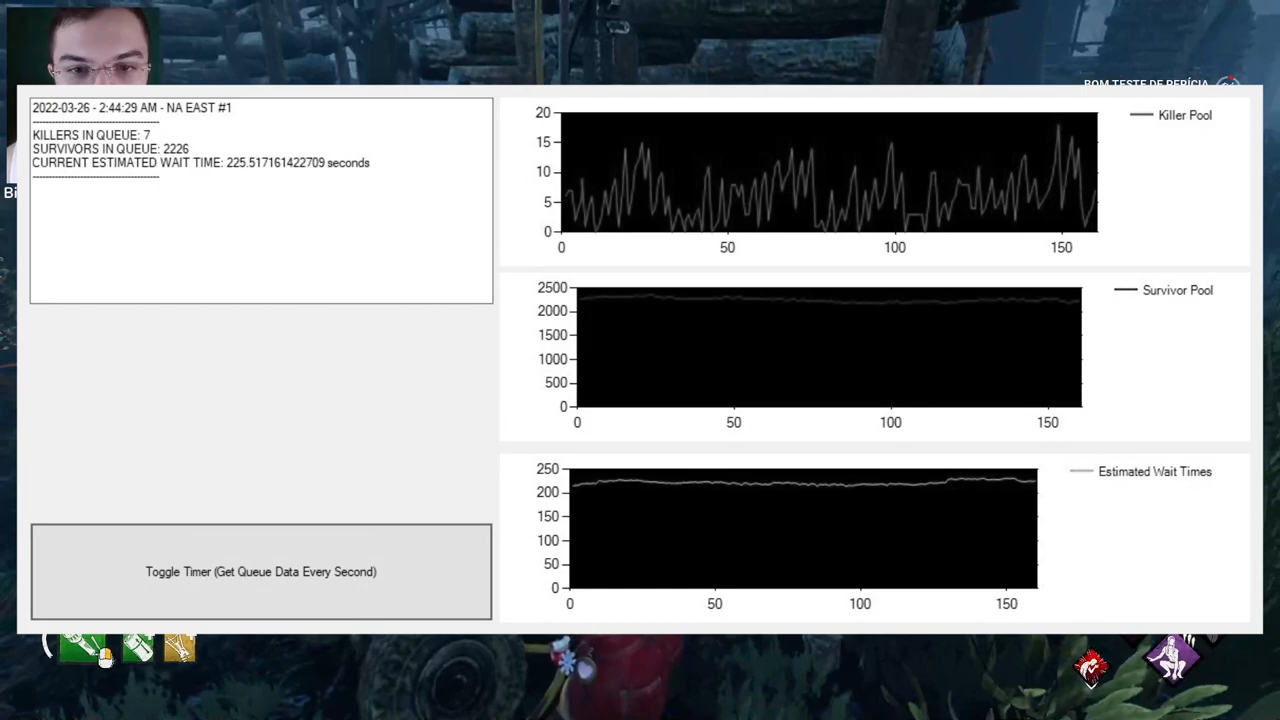 BOM TESTE DE PERÍCIA
2022-03-26 - 2:44:29 AM - NA EAST #1
--------------------------------------------
KILLERS IN QUEUE: 7
SURVIVORS IN QUEUE: 2226
CURRENT ESTIMATED WAIT TIME: 225.517161422709 seconds
--------------------------------------------
Bi
Toggle Timer (Get Queue Data Every Second)
20
15
10
5
0
0 50 100 150
Killer Pool
2500
2000
1500
1000
500
0
0 50 100 150
Survivor Pool
250
200
150
100
50
0
0 50 100 150
Estimated Wait Times